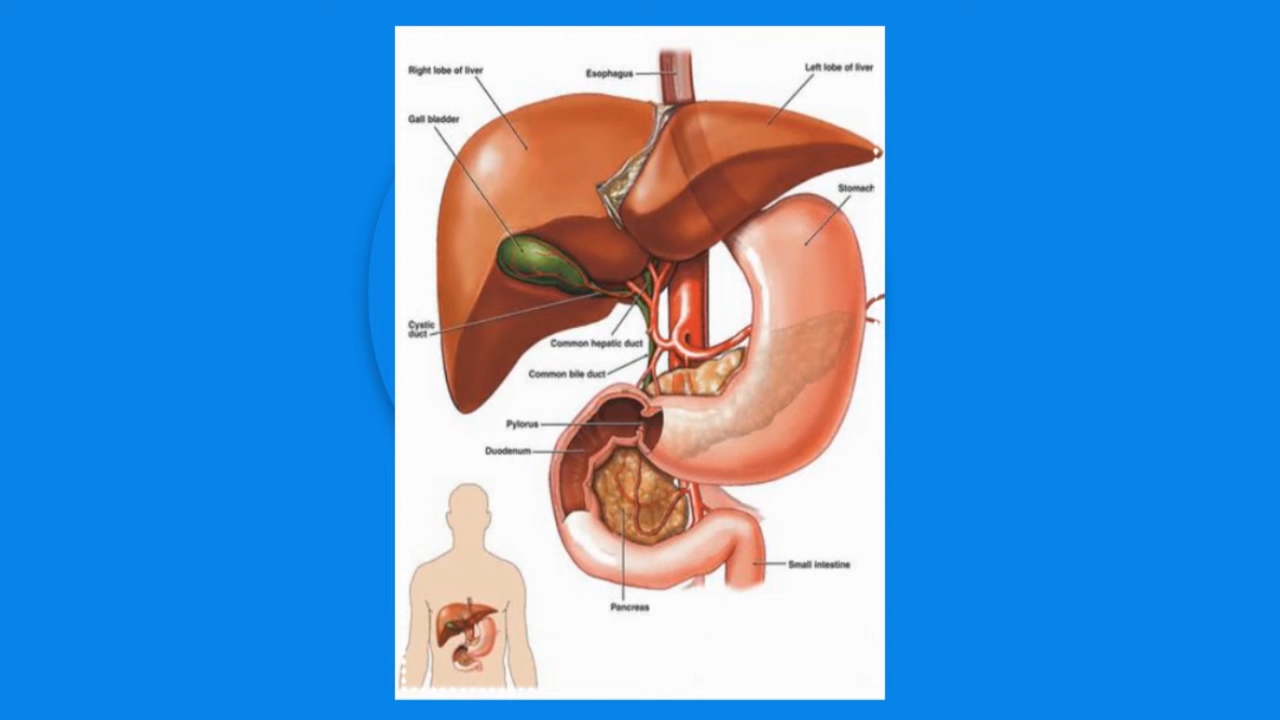 Right lobe of liver
Esophagus
Left lobe of liver
Gall bladder
Stomach
Cystic
duct
Common hepatic duct
Common bile duct
Pylorus
Duodenum
Small intestine
Pancreas